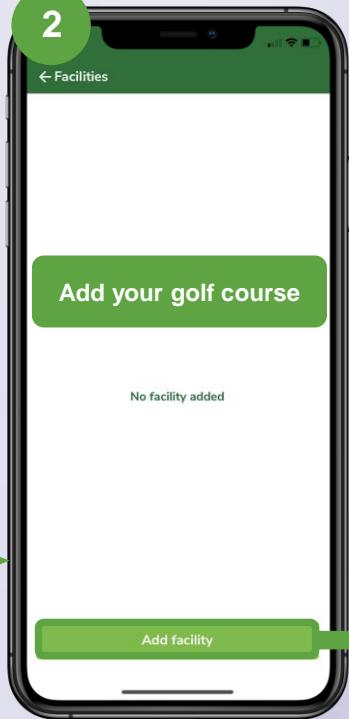 2
← Facilities
Add your golf course
No facility added
Add facility